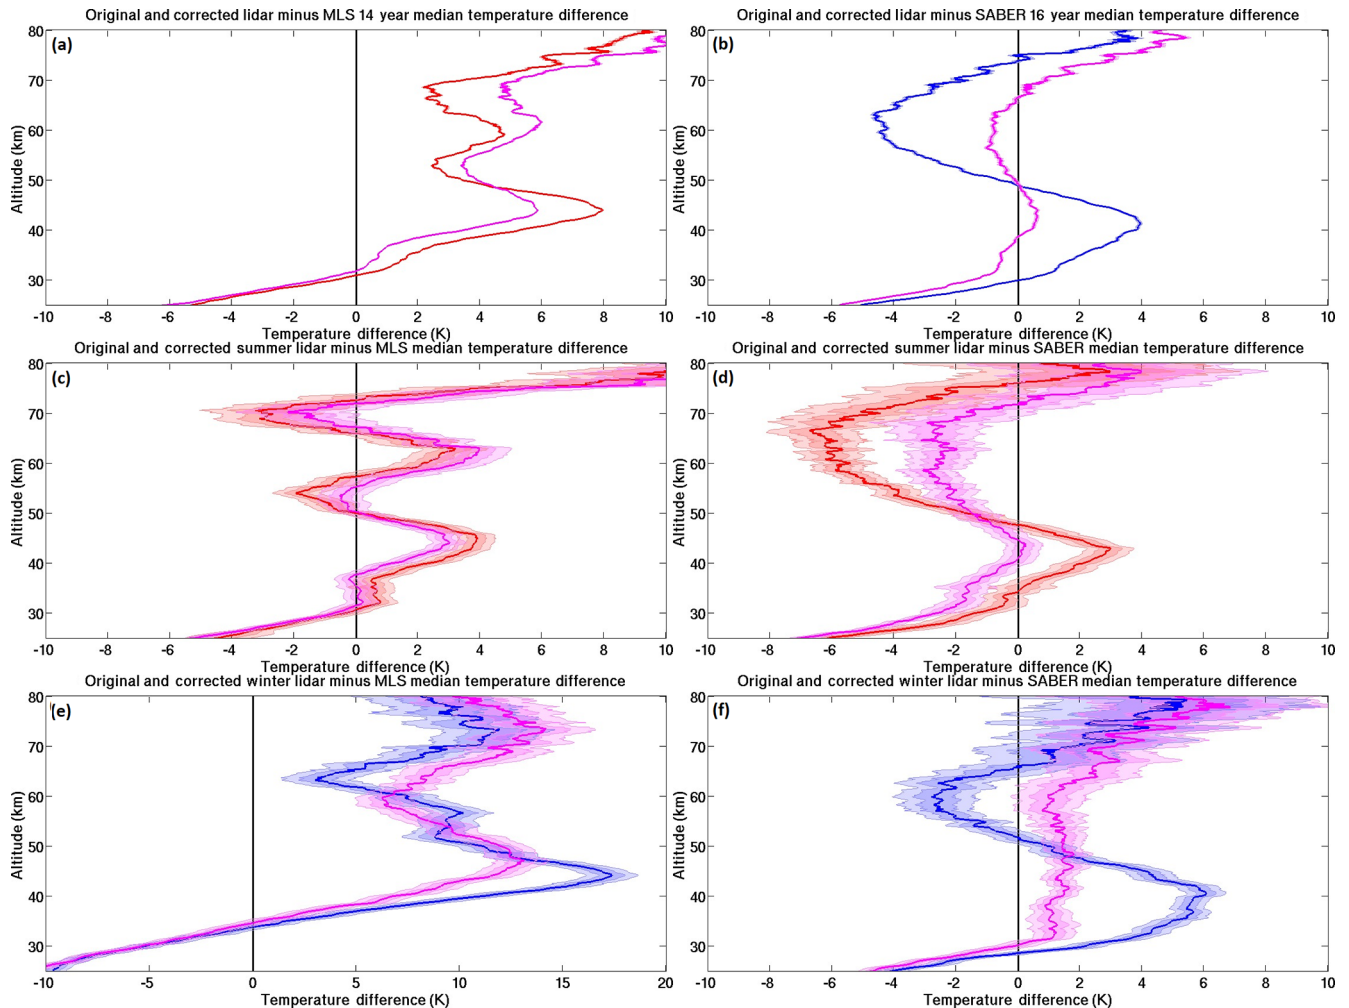 Original and corrected lidar minus MLS 14 year median temperature difference
(a)
Altitude (km)
80
70
60
50
40
30
-10 -8 -6 -4 -2 0 2 4 6 8 10
Temperature difference (K)
Original and corrected lidar minus SABER 16 year median temperature difference
(b)
Altitude (km)
80
70
60
50
40
30
-10 -8 -6 -4 -2 0 2 4 6 8 10
Temperature difference (K)
Original and corrected summer lidar minus MLS median temperature difference
(c)
Altitude (km)
80
70
60
50
40
30
-10 -8 -6 -4 -2 0 2 4 6 8 10
Temperature difference (K)
Original and corrected summer lidar minus SABER median temperature difference
(d)
Altitude (km)
80
70
60
50
40
30
-10 -8 -6 -4 -2 0 2 4 6 8 10
Temperature difference (K)
Original and corrected winter lidar minus MLS median temperature difference
(e)
Altitude (km)
80
70
60
50
40
30
-10 5 0 5 10 15 20
Temperature difference (K)
Original and corrected winter lidar minus SABER median temperature difference
(f)
Altitude (km)
80
70
60
50
40
30
-10 -8 -6 -4 -2 0 2 4 6 8 10
Temperature difference (K)